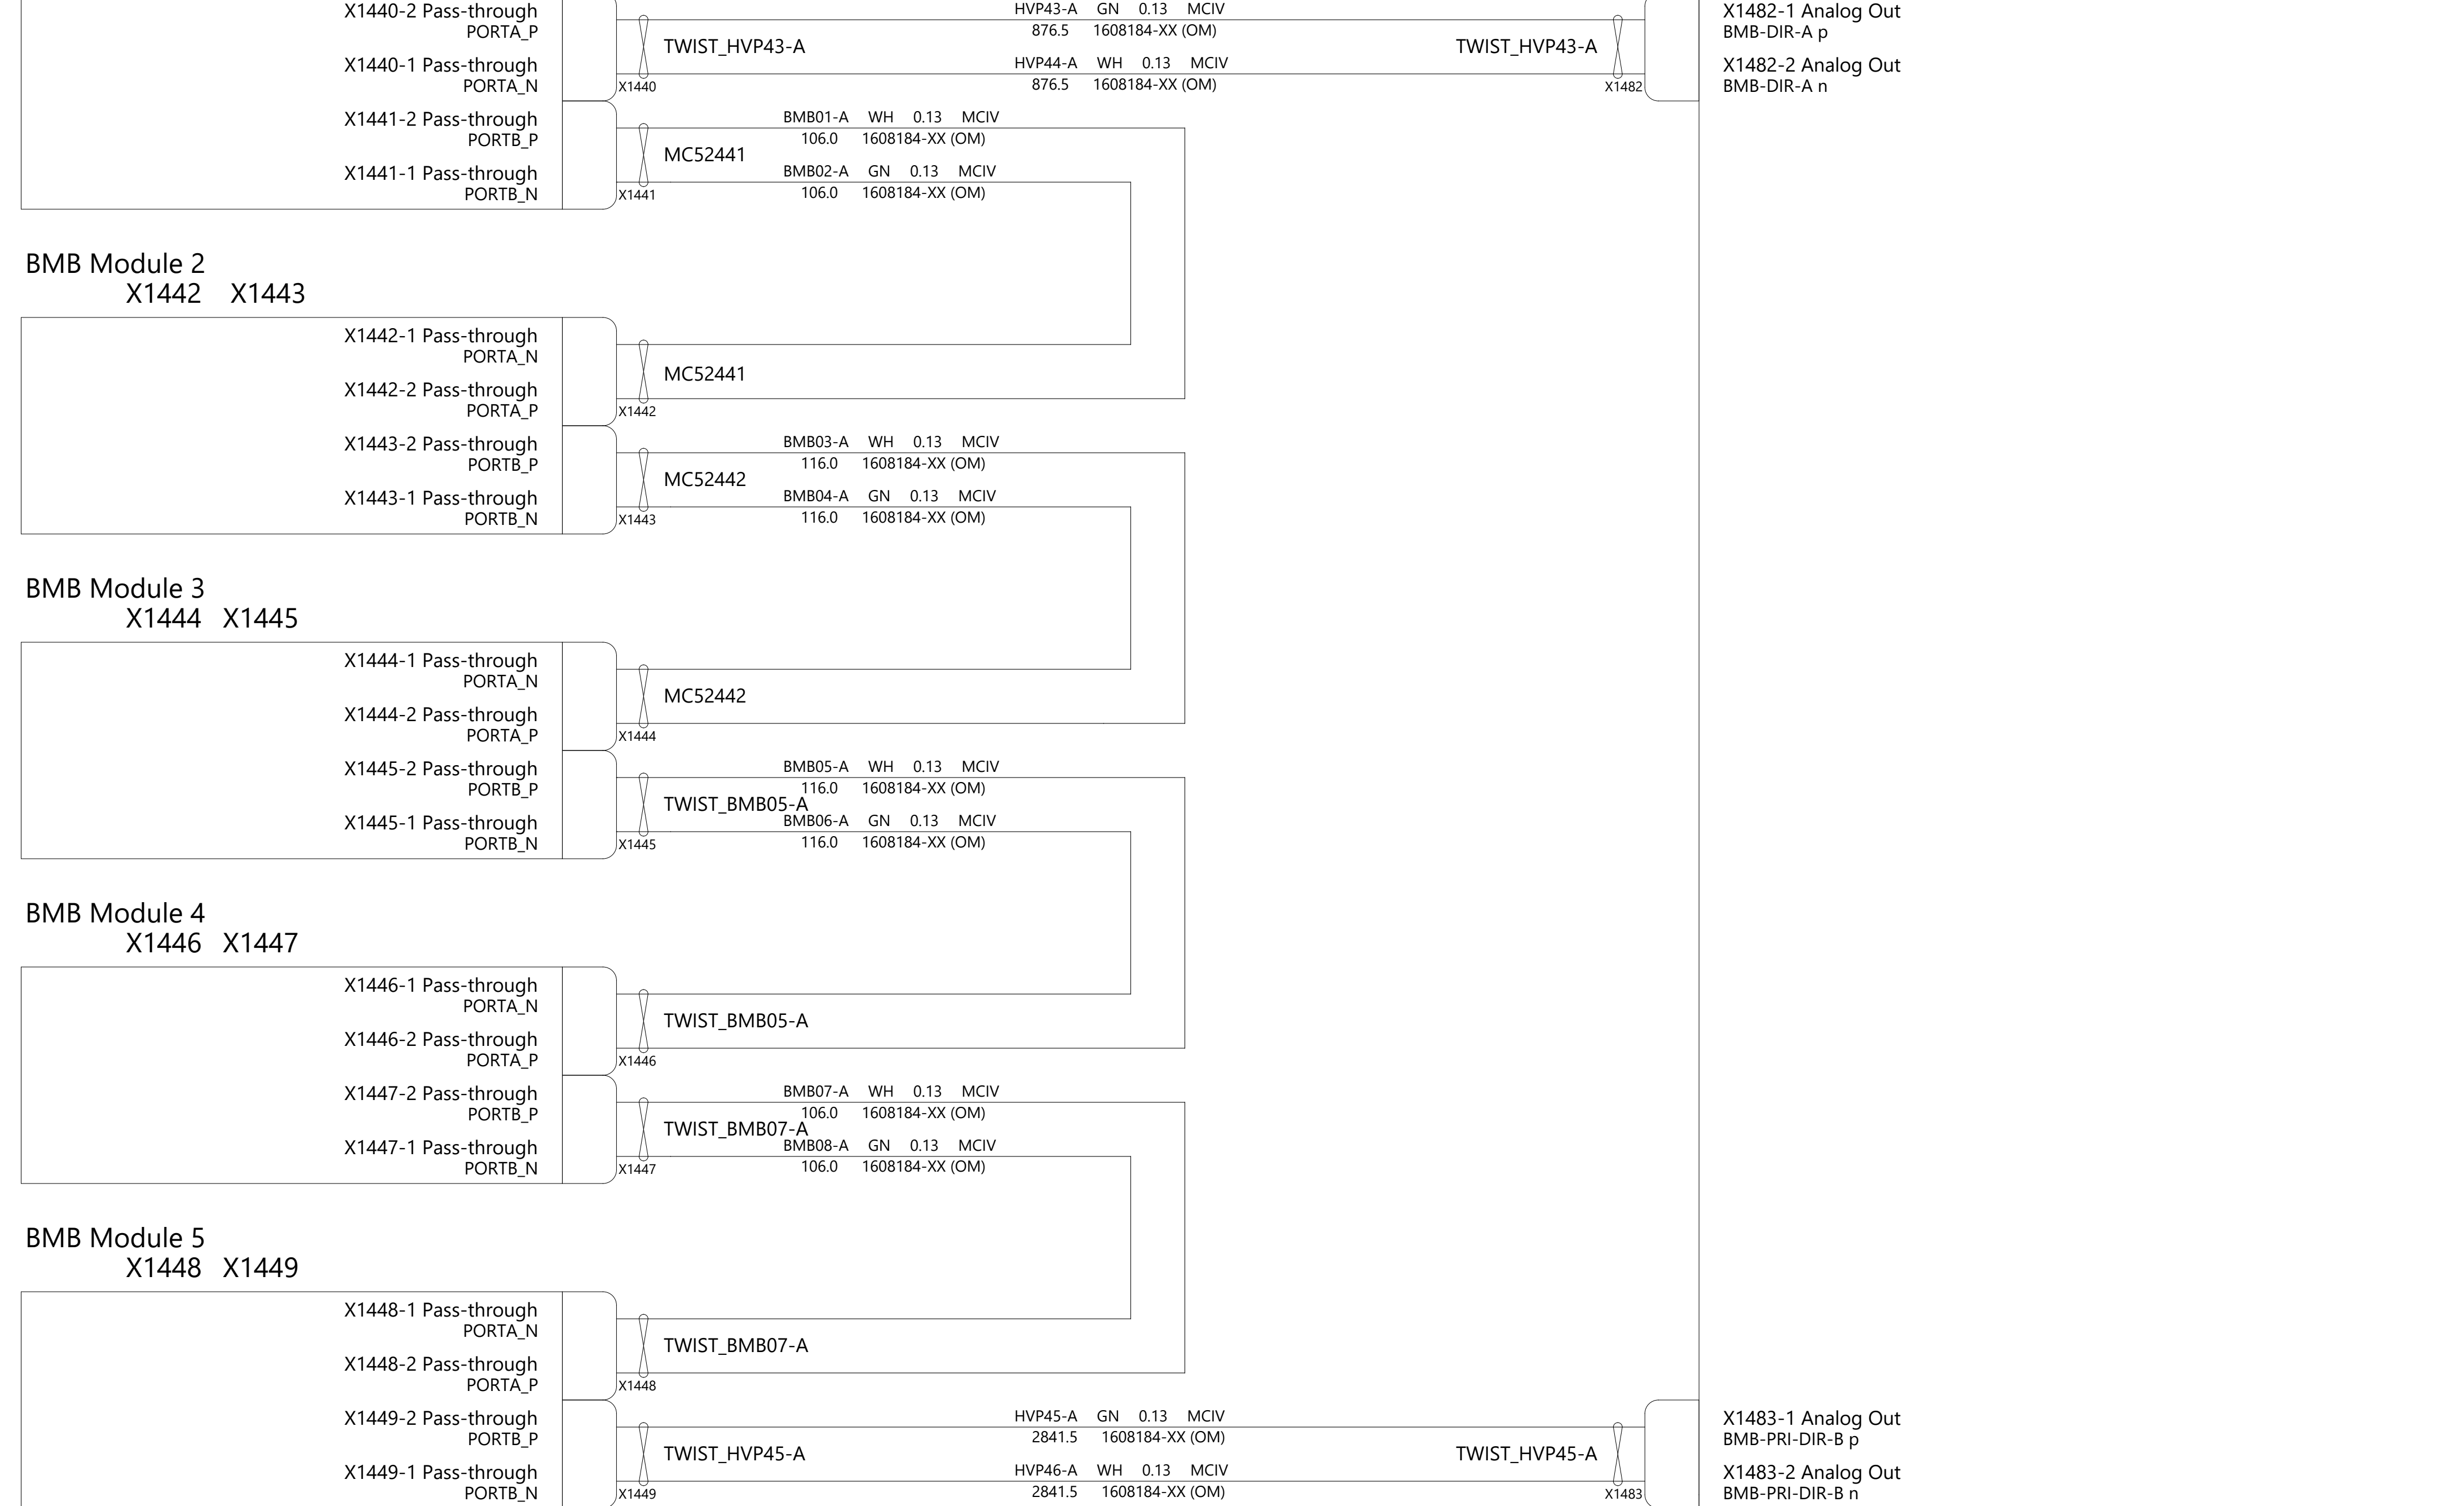 X1440-2 Pass-through
PORTA_P
HVP43-A GN 0.13 MCIV
876.5 1608184-XX (OM)
X1482-1 Analog Out
BMB-DIR-A p
TWIST_HVP43-A
TWIST_HVP43-A
X1440-1 Pass-through
PORTA_N
X1440
HVP44-A WH 0.13 MCIV
876.5 1608184-XX (OM)
X1482
X1482-2 Analog Out
BMB-DIR-A n
X1441-2 Pass-through
PORTB_P
BMB01-A WH 0.13 MCIV
106.0 1608184-XX (OM)
MC52441
X1441-1 Pass-through
PORTB_N
X1441
BMB02-A GN 0.13 MCIV
106.0 1608184-XX (OM)
BMB Module 2
X1442 X1443
X1442-1 Pass-through
PORTA_N
MC52441
X1442-2 Pass-through
PORTA_P
X1442
X1443-2 Pass-through
PORTB_P
BMB03-A WH 0.13 MCIV
116.0 1608184-XX (OM)
MC52442
X1443-1 Pass-through
PORTB_N
X1443
BMB04-A GN 0.13 MCIV
116.0 1608184-XX (OM)
BMB Module 3
X1444 X1445
X1444-1 Pass-through
PORTA_N
MC52442
X1444-2 Pass-through
PORTA_P
X1444
X1445-2 Pass-through
PORTB_P
BMB05-A WH 0.13 MCIV
116.0 1608184-XX (OM)
TWIST_BMB05-A
X1445-1 Pass-through
PORTB_N
X1445
BMB06-A GN 0.13 MCIV
116.0 1608184-XX (OM)
BMB Module 4
X1446 X1447
X1446-1 Pass-through
PORTA_N
TWIST_BMB05-A
X1446-2 Pass-through
PORTA_P
X1446
X1447-2 Pass-through
PORTB_P
BMB07-A WH 0.13 MCIV
106.0 1608184-XX (OM)
TWIST_BMB07-A
X1447-1 Pass-through
PORTB_N
X1447
BMB08-A GN 0.13 MCIV
106.0 1608184-XX (OM)
BMB Module 5
X1448 X1449
X1448-1 Pass-through
PORTA_N
TWIST_BMB07-A
X1448-2 Pass-through
PORTA_P
X1448
X1449-2 Pass-through
PORTB_P
HVP45-A GN 0.13 MCIV
2841.5 1608184-XX (OM)
X1483-1 Analog Out
BMB-PRI-DIR-B p
TWIST_HVP45-A
TWIST_HVP45-A
X1449-1 Pass-through
PORTB_N
X1449
HVP46-A WH 0.13 MCIV
2841.5 1608184-XX (OM)
X1483
X1483-2 Analog Out
BMB-PRI-DIR-B n